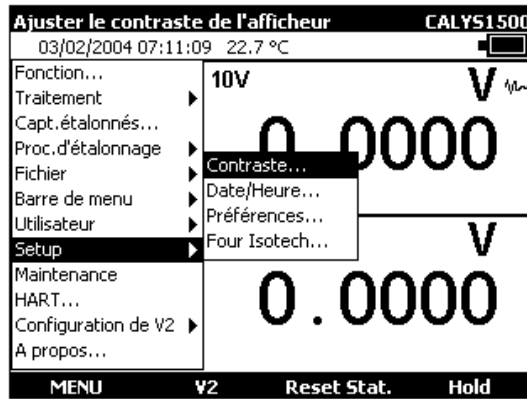 Ajuster le contraste de l'afficheur CALYS1500
03/02/2004 07:11:09 22.7 °C
Fonction...
Traitement
Capt.étalonnés...
Proc.d'étalonnage
Fichier
Barre de menu
Utilisateur
Setup
Maintenance
HART...
Configuration de V2
A propos...
Contraste...
Date/Heure...
Préférences...
Four Isotech...
10V V
0.0000
V
0.0000
MENU V2 Reset Stat. Hold